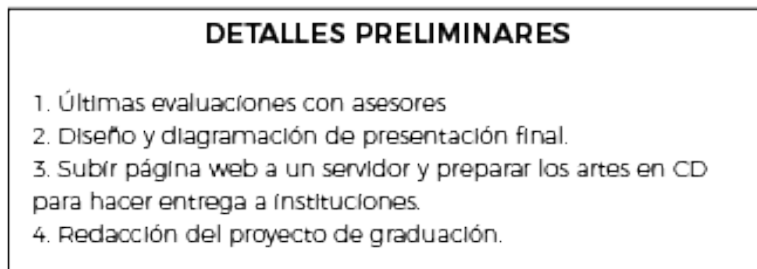 DETALLES PRELIMINARES
1. Últimas evaluaciones con asesores
2. Diseño y diagramación de presentación final.
3. Subir página web a un servidor y preparar los artes en CD
para hacer entrega a instituciones.
4. Redacción del proyecto de graduación.